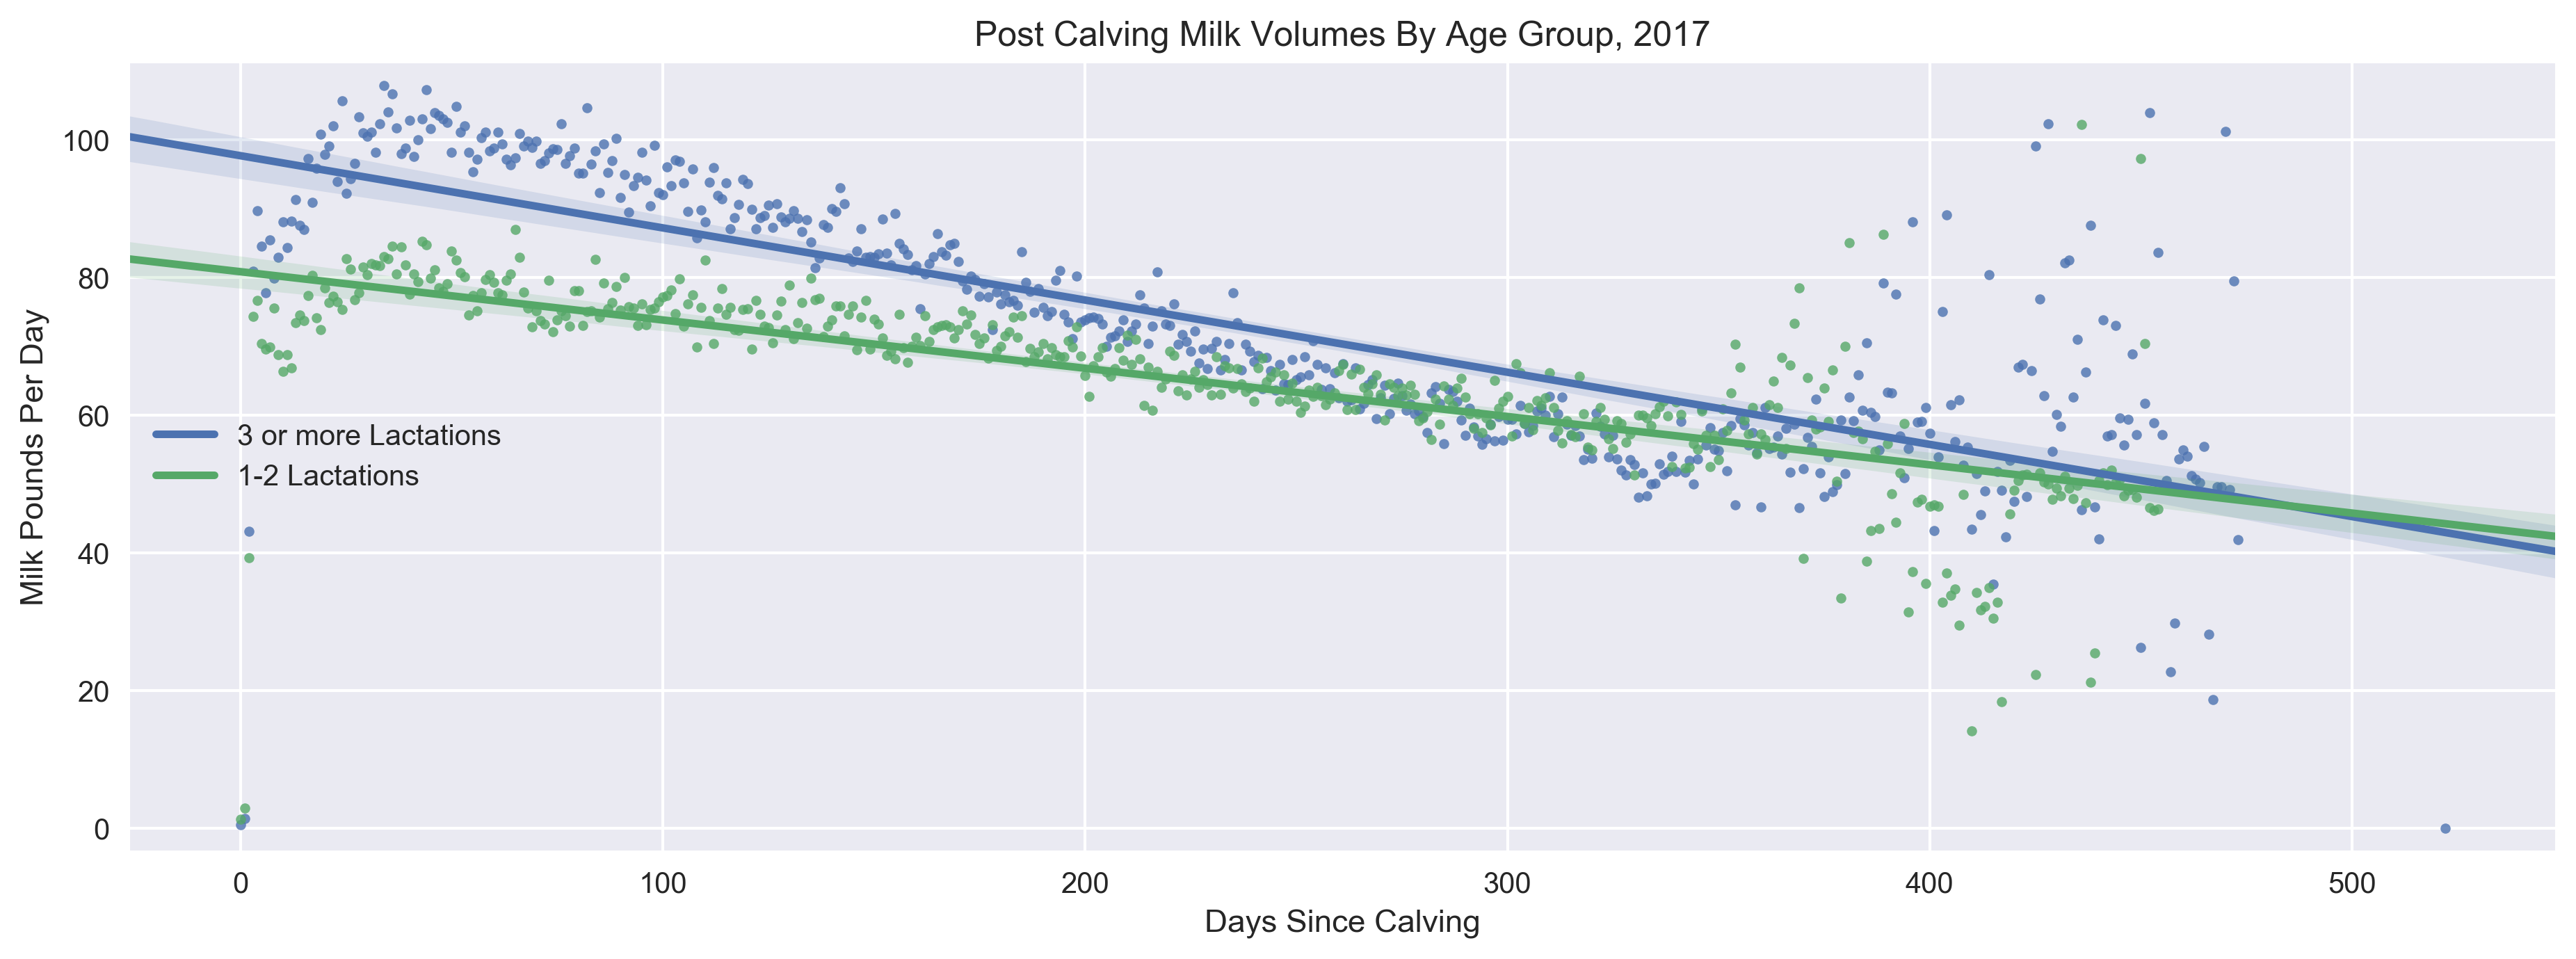 Post Calving Milk Volumes By Age Group, 2017
Milk Pounds Per Day
100
80
60
40
20
0
3 or more Lactations
1-2 Lactations
0 100 200 300 400 500
Days Since Calving